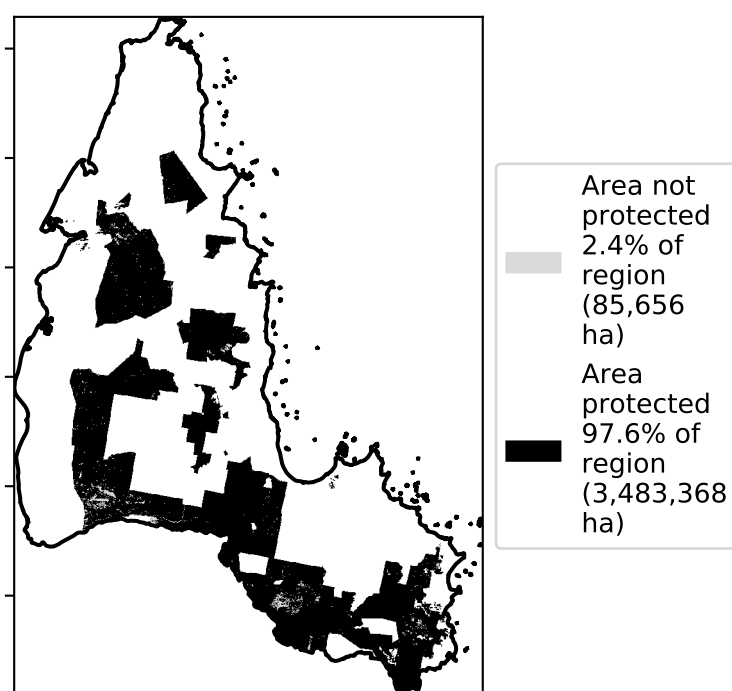 Area not
protected
2.4% of
region
(85,656
ha)
Area
protected
97.6% of
region
(3,483,368
ha)